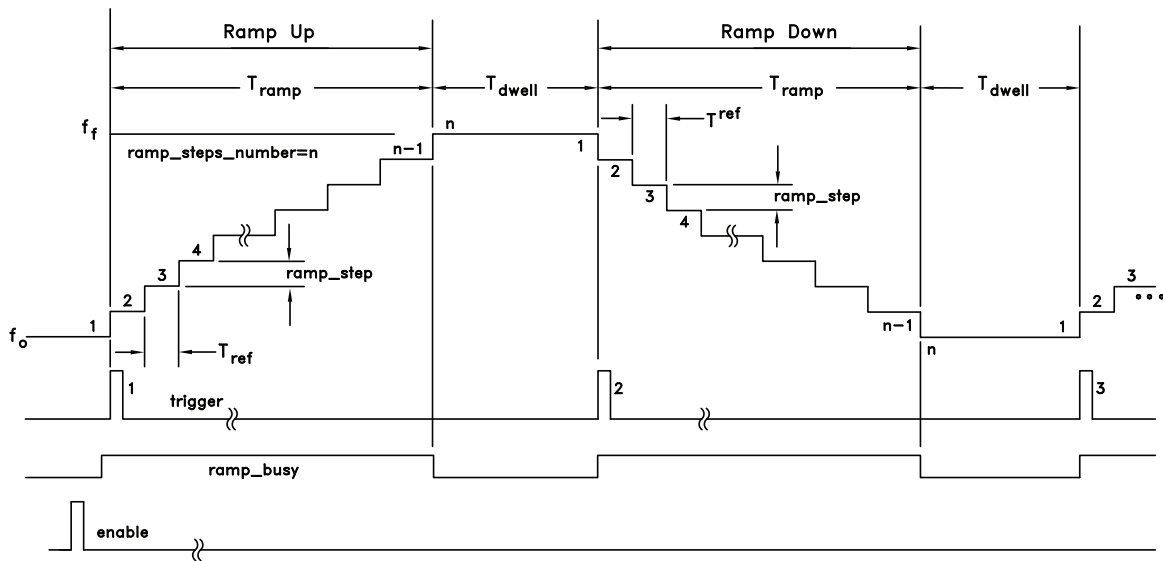 Ramp Up
Ramp Down
T ramp
T dwell
T ramp
T dwell
f f
n
ramp_steps_number=n
n-1
1
T ref
2
3
ramp_step
4
4
3
ramp_step
3
2
2
1
n-1
1
f o
n
T ref
1
trigger
2
3
ramp_busy
enable